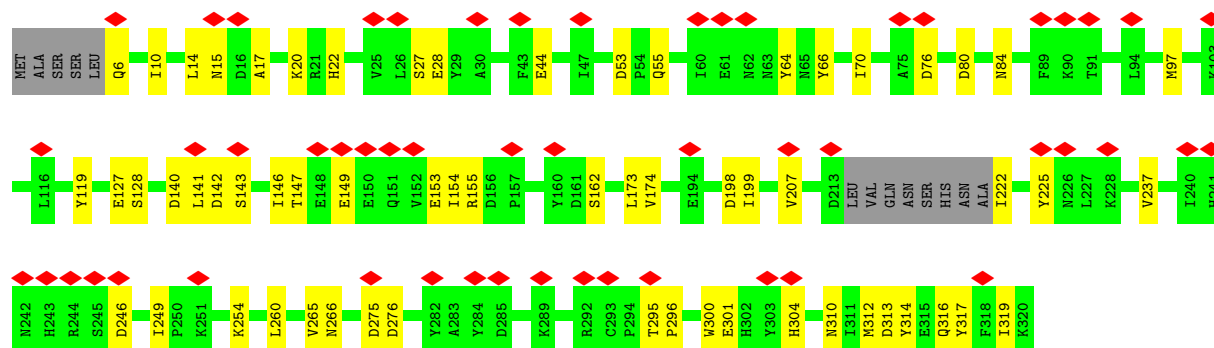 MET ALA SER SER LEU Q6 I10 L14 N15 D16 A17 K20 R21 H22 V25 L26 S27 E28 Y29 A30 F43 E44 I47 D53 P54 Q55 I60 E61 N62 N63 Y64 N65 Y66 I70 A75 D76 D80 N84 F89 K90 T91 L94 M97 K103
L116 Y119 E127 S128 D140 L141 D142 S143 I146 T147 E148 E149 E150 Q151 V152 E153 I154 R155 D156 P157 Y160 D161 S162 L173 V174 E194 D198 I199 V207 D213 LEU VAL GLN ASN SER HIS ASN ALA I222 Y225 N226 L227 K228 V237 I240 H241
N242 H243 R244 S245 D246 I249 P250 K251 K254 L260 V265 N266 D275 D276 Y282 A283 Y284 D285 K289 R292 C293 P294 T295 P296 W300 E301 H302 Y303 H304 N310 I311 M312 D313 Y314 E315 Q316 Y317 F318 I319 K320